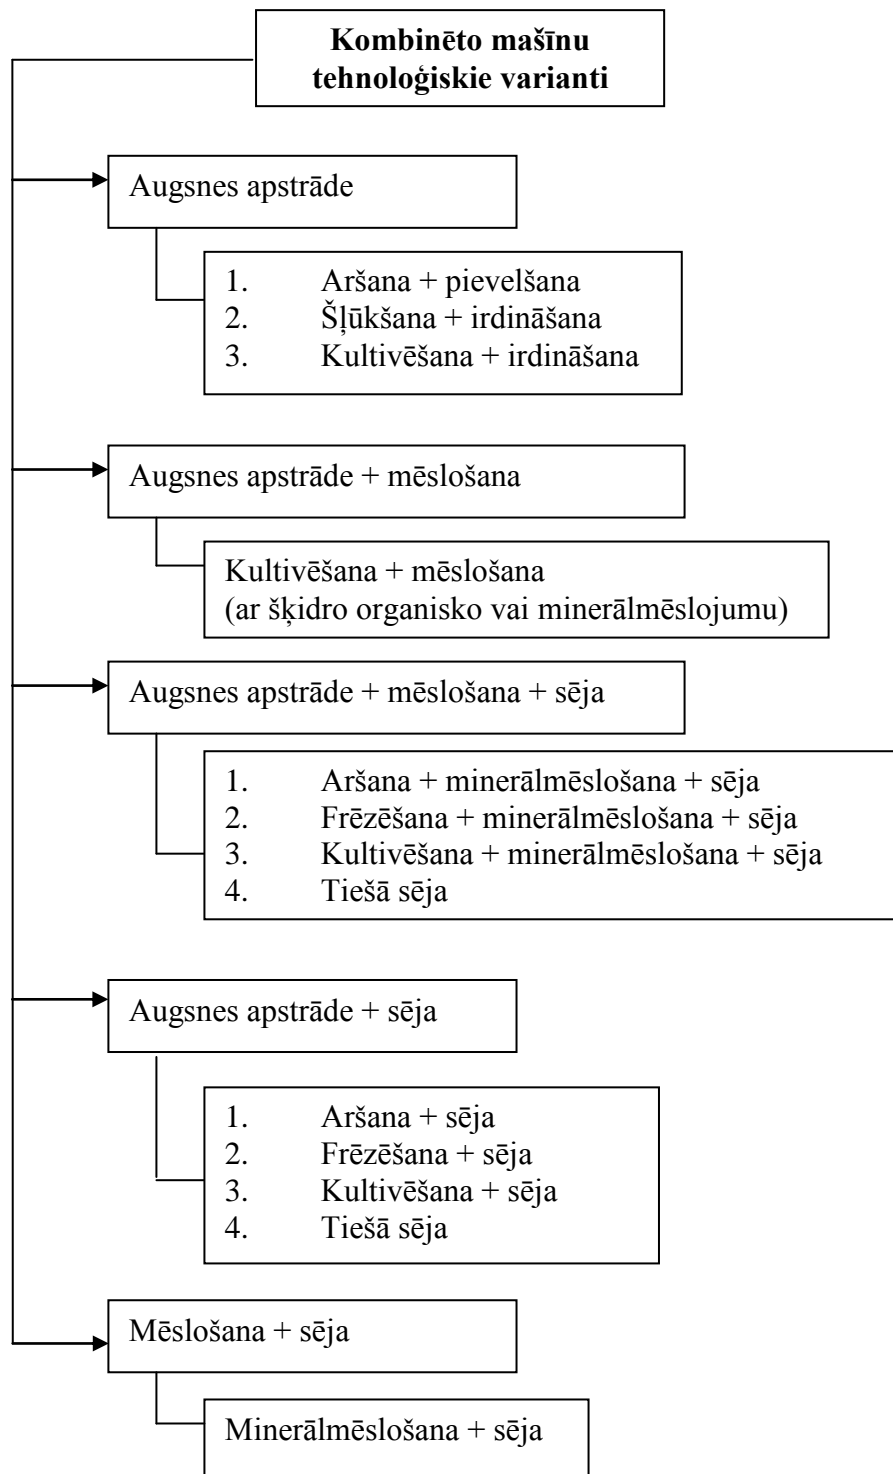 Kombinēto mašīnu
tehnoloģiskie varianti
Augsnes apstrāde
1. Aršana + pievelšana
2. Šļūkšana + irdināšana
3. Kultivēšana + irdināšana
Augsnes apstrāde + mēslošana
Kultivēšana + mēslošana
(ar šķidro organisko vai minerālmēslojumu)
Augsnes apstrāde + mēslošana + sēja
1. Aršana + minerālmēslošana + sēja
2. Frēzēšana + minerālmēslošana + sēja
3. Kultivēšana + minerālmēslošana + sēja
4. Tiešā sēja
Augsnes apstrāde + sēja
1. Aršana + sēja
2. Frēzēšana + sēja
3. Kultivēšana + sēja
4. Tiešā sēja
Mēslošana + sēja
Minerālmēslošana + sēja